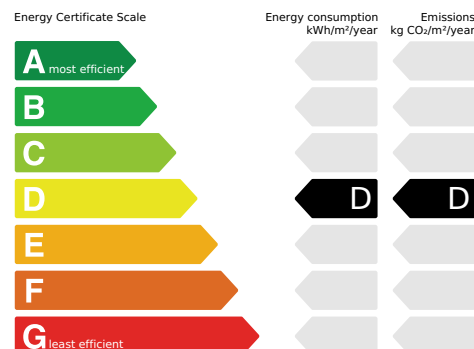 Energy Certificate Scale
Energy consumption
kWh/m²/year
Emissions
kg CO₂/m²/year
A most efficient
B
C
D D D
E
F
G least efficient